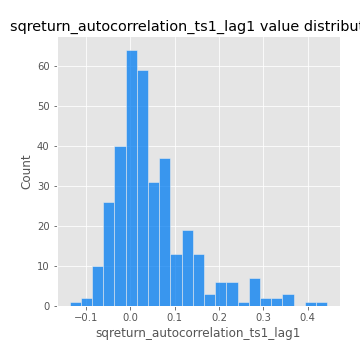 sqreturn_autocorrelation_ts1_lag1 value distribut
60
50
40
30
20
10
0
Count
−0.1 0.0 0.1 0.2 0.3 0.4
sqreturn_autocorrelation_ts1_lag1